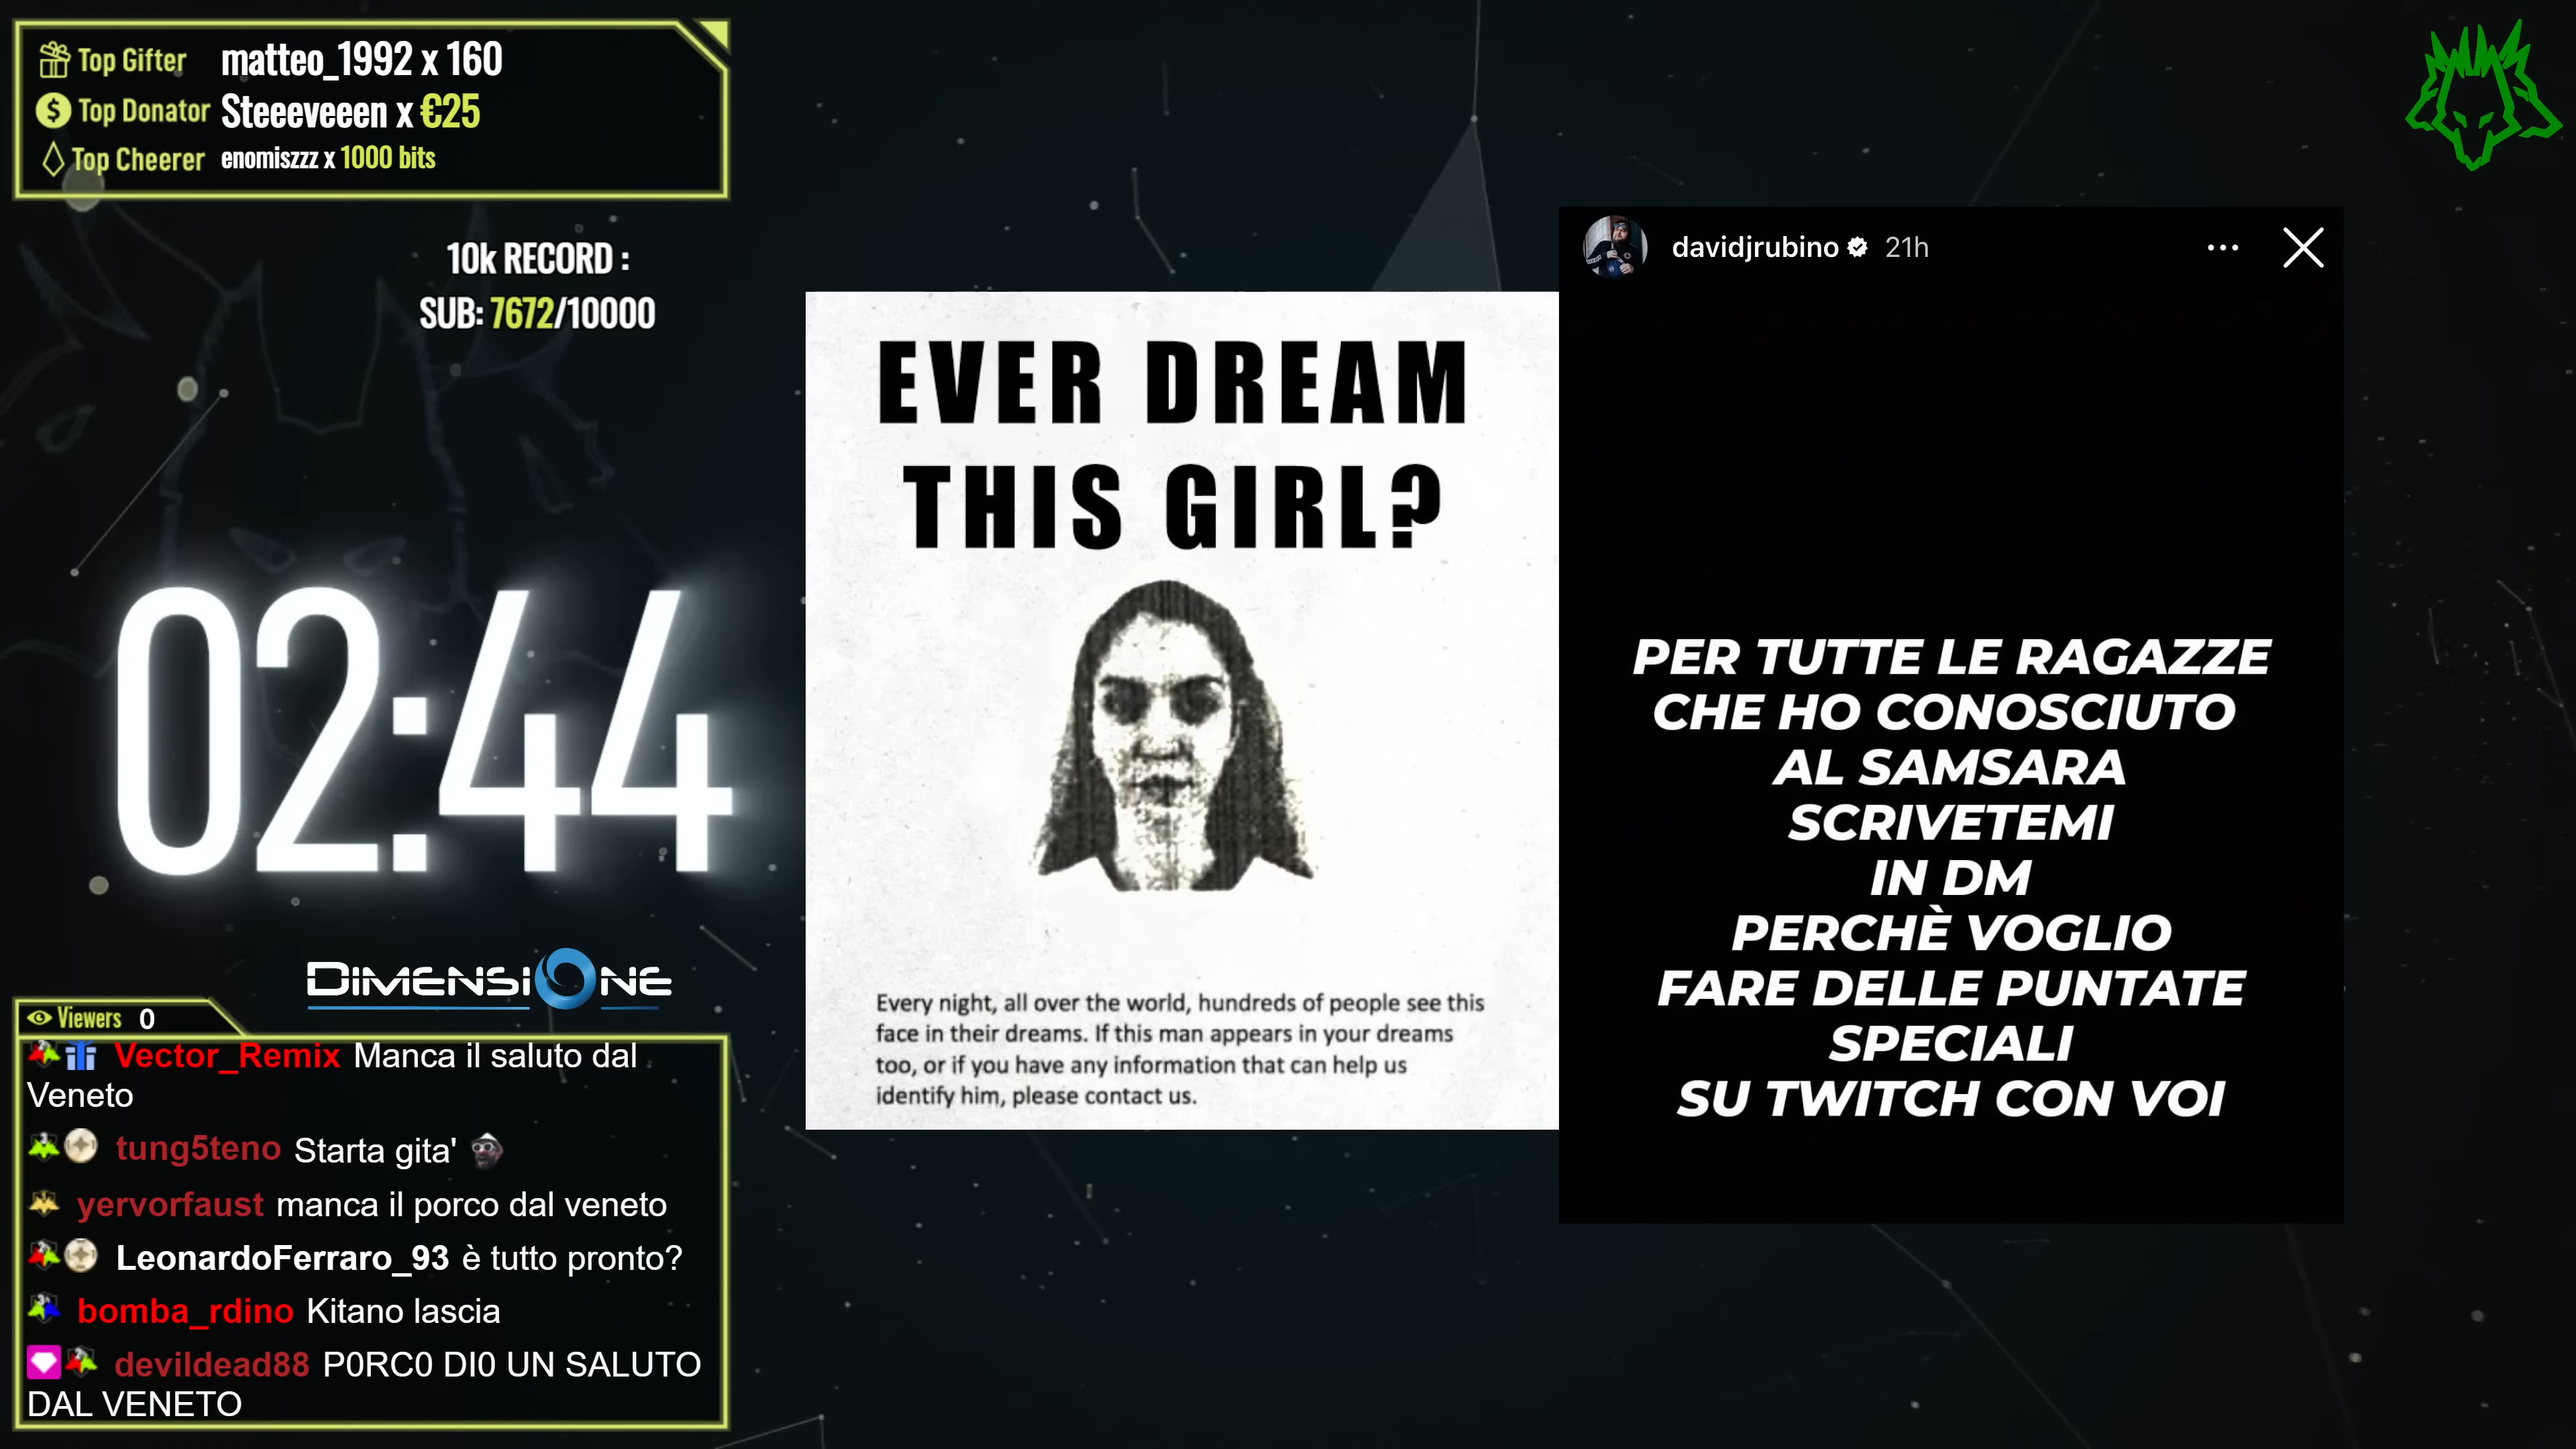 Top Gifter matteo_1992 x 160
Top Donator Steeeveeen x €25
Top Cheerer enomiszzz x 1000 bits
10k RECORD :
SUB: 7672/10000
02:44
DIMENSIONE
Viewers 0
Vector_Remix Manca il saluto dal
Veneto
tung5teno Starta gita'
yervorfaust manca il porco dal veneto
LeonardoFerraro_93 è tutto pronto?
bomba_rdino Kitano lascia
devildead88 P0RC0 DI0 UN SALUTO
DAL VENETO
EVER DREAM
THIS GIRL?
Every night, all over the world, hundreds of people see this
face in their dreams. If this man appears in your dreams
too, or if you have any information that can help us
identify him, please contact us.
davidjrubino 21h
PER TUTTE LE RAGAZZE
CHE HO CONOSCIUTO
AL SAMSARA
SCRIVETEMI
IN DM
PERCHÈ VOGLIO
FARE DELLE PUNTATE
SPECIALI
SU TWITCH CON VOI